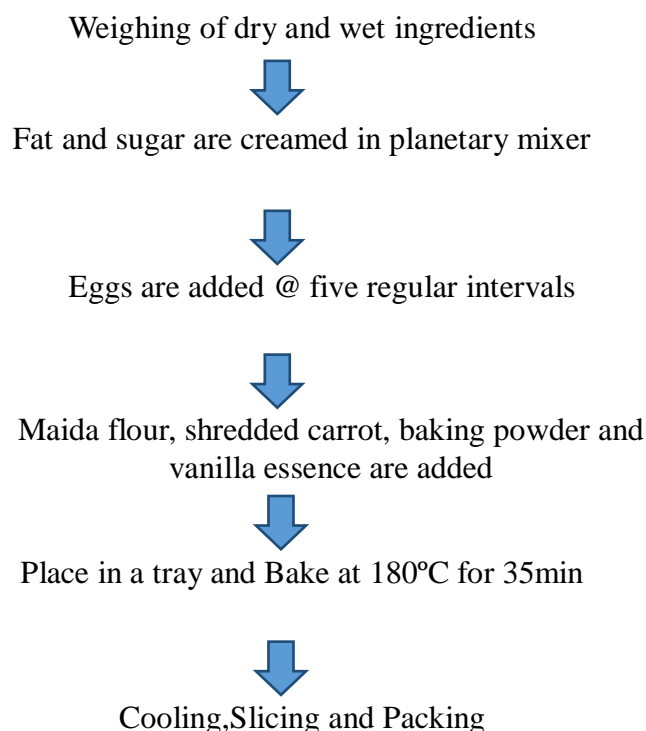 Weighing of dry and wet ingredients
Fat and sugar are creamed in planetary mixer
Eggs are added @ five regular intervals
Maida flour, shredded carrot, baking powder and
vanilla essence are added
Place in a tray and Bake at 180ºC for 35min
Cooling,Slicing and Packing